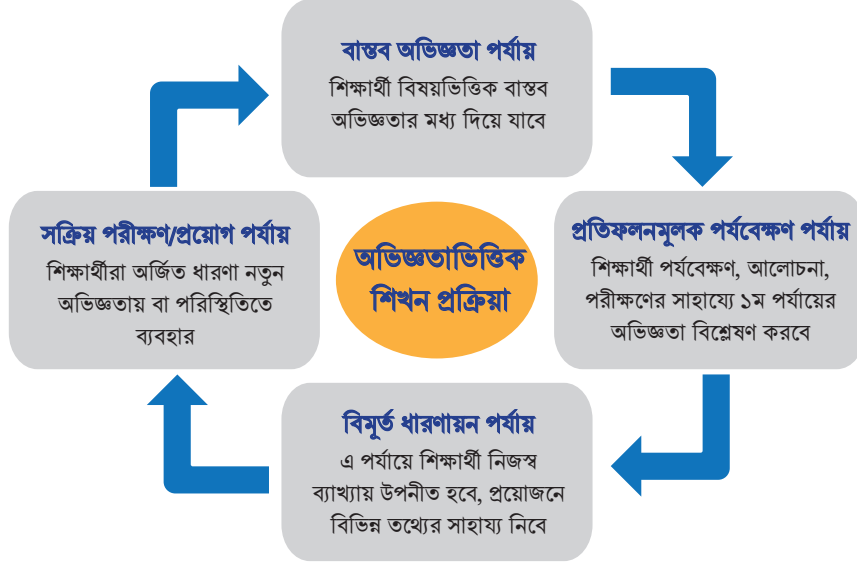 বাস্তব অভিজ্ঞতা পর্যায়
শিক্ষার্থী বিষয়ভিত্তিক বাস্তব
অভিজ্ঞতার মধ্য দিয়ে যাবে
প্রতিফলনমূলক পর্যবেক্ষণ পর্যায়
শিক্ষার্থী পর্যবেক্ষণ, আলোচনা,
পরীক্ষণের সাহায্যে ১ম পর্যায়ের
অভিজ্ঞতা বিশ্লেষণ করবে
বিমূর্ত ধারণায়ন পর্যায়
এ পর্যায়ে শিক্ষার্থী নিজস্ব
ব্যাখ্যায় উপনীত হবে, প্রয়োজনে
বিভিন্ন তথ্যের সাহায্য নিবে
সক্রিয় পরীক্ষণ/প্রয়োগ পর্যায়
শিক্ষার্থীরা অর্জিত ধারণা নতুন
অভিজ্ঞতায় বা পরিস্থিতিতে
ব্যবহার
অভিজ্ঞতাভিত্তিক
শিখন প্রক্রিয়া